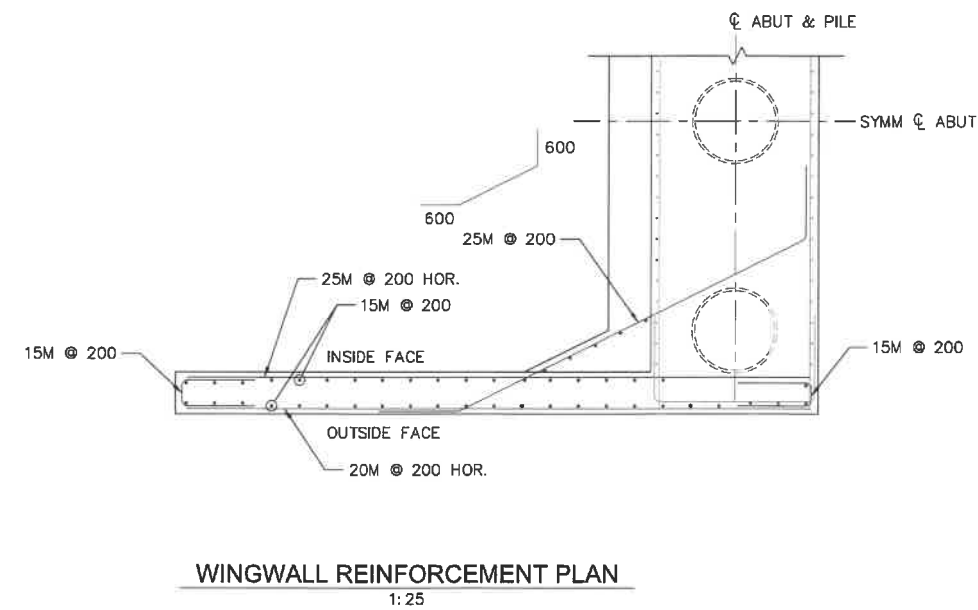 ℄ ABUT & PILE
SYMM ℄ ABUT
600
600
25M @ 200
25M @ 200 HOR.
15M @ 200
15M @ 200
INSIDE FACE
15M @ 200
OUTSIDE FACE
20M @ 200 HOR.
WINGWALL REINFORCEMENT PLAN
1:25